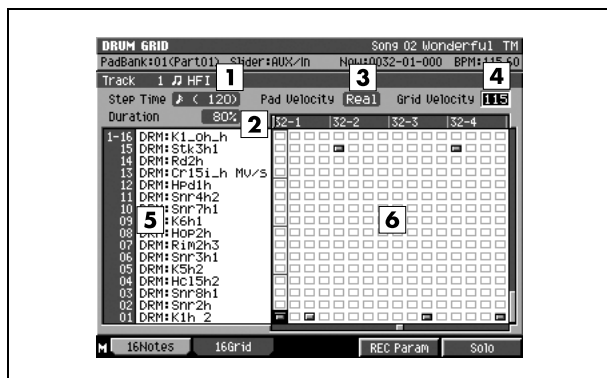 DRUM GRID Song 02 Wonderful TM
PadBank:01(Part01) Slider:AUX/In Now:0032-01-000 BPM:115.60
Track 1 HFI 1 3 4
Step Time ( 120) Pad Velocity Real Grid Velocity 115
Duration 80% 2 32-1 32-2 32-3 32-4
1-16 DRM:K1_oh_h
15 DRM:Stk3h1
14 DRM:Rd2h
13 DRM:Cr15i_h Mv/s
12 DRM:HPd1h
11 DRM:Snr4h2
10 DRM:Snr7h1
09 DRM:K6h1
5 6
08 DRM:HOP2h
07 DRM:Rim2h3
06 DRM:Snr3h1
05 DRM:K5h2
04 DRM:Hcl5h2
03 DRM:Snr8h1
02 DRM:Snr2h
01 DRM:K1h 2
M 16Notes 16Grid REC Param Solo